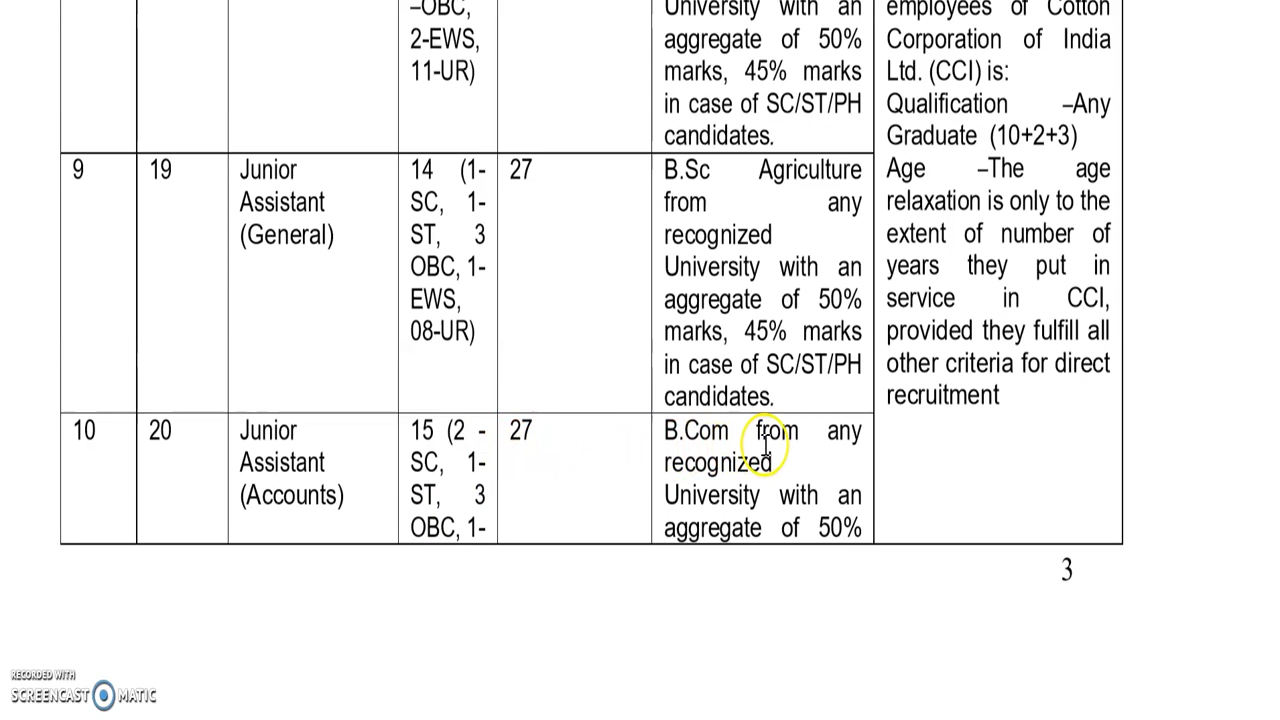 –OBC,
2-EWS,
11-UR)
University with an
aggregate of 50%
marks, 45% marks
in case of SC/ST/PH
candidates.
employees of Cotton
Corporation of India
Ltd. (CCI) is:
Qualification –Any
Graduate (10+2+3)
Age –The age
relaxation is only to the
extent of number of
years they put in
service in CCI,
provided they fulfill all
other criteria for direct
recruitment
9
19
Junior
Assistant
(General)
14 (1-
SC, 1-
ST, 3
OBC, 1-
EWS,
08-UR)
27
B.Sc Agriculture
from any
recognized
University with an
aggregate of 50%
marks, 45% marks
in case of SC/ST/PH
candidates.
10
20
Junior
Assistant
(Accounts)
15 (2 -
SC, 1-
ST, 3
OBC, 1-
27
B.Com from any
recognized
University with an
aggregate of 50%
3
RECORDED WITH
SCREENCAST MATIC